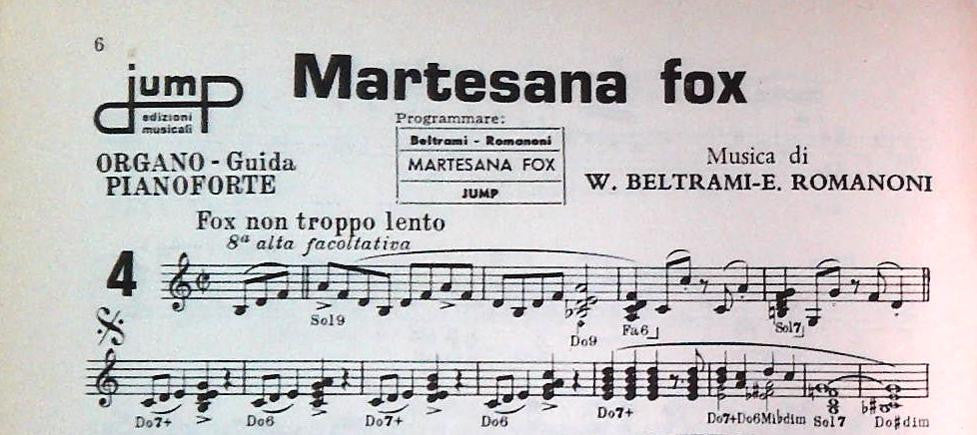 6
jump
edizioni
musicali
Martesana fox
Programmare:
Beltrami - Romanoni
MARTESANA FOX
JUMP
ORGANO - Guida
PIANOFORTE
Musica di
W. BELTRAMI-E. ROMANONI
Fox non troppo lento
8ª alta facoltativa
4
Sol9 Do9 Fa6 Sol7
Do7+ Do6 Do7+ Do6 Do7+ Do7+ Do6 Mi♭dim Sol7 Do♯dim